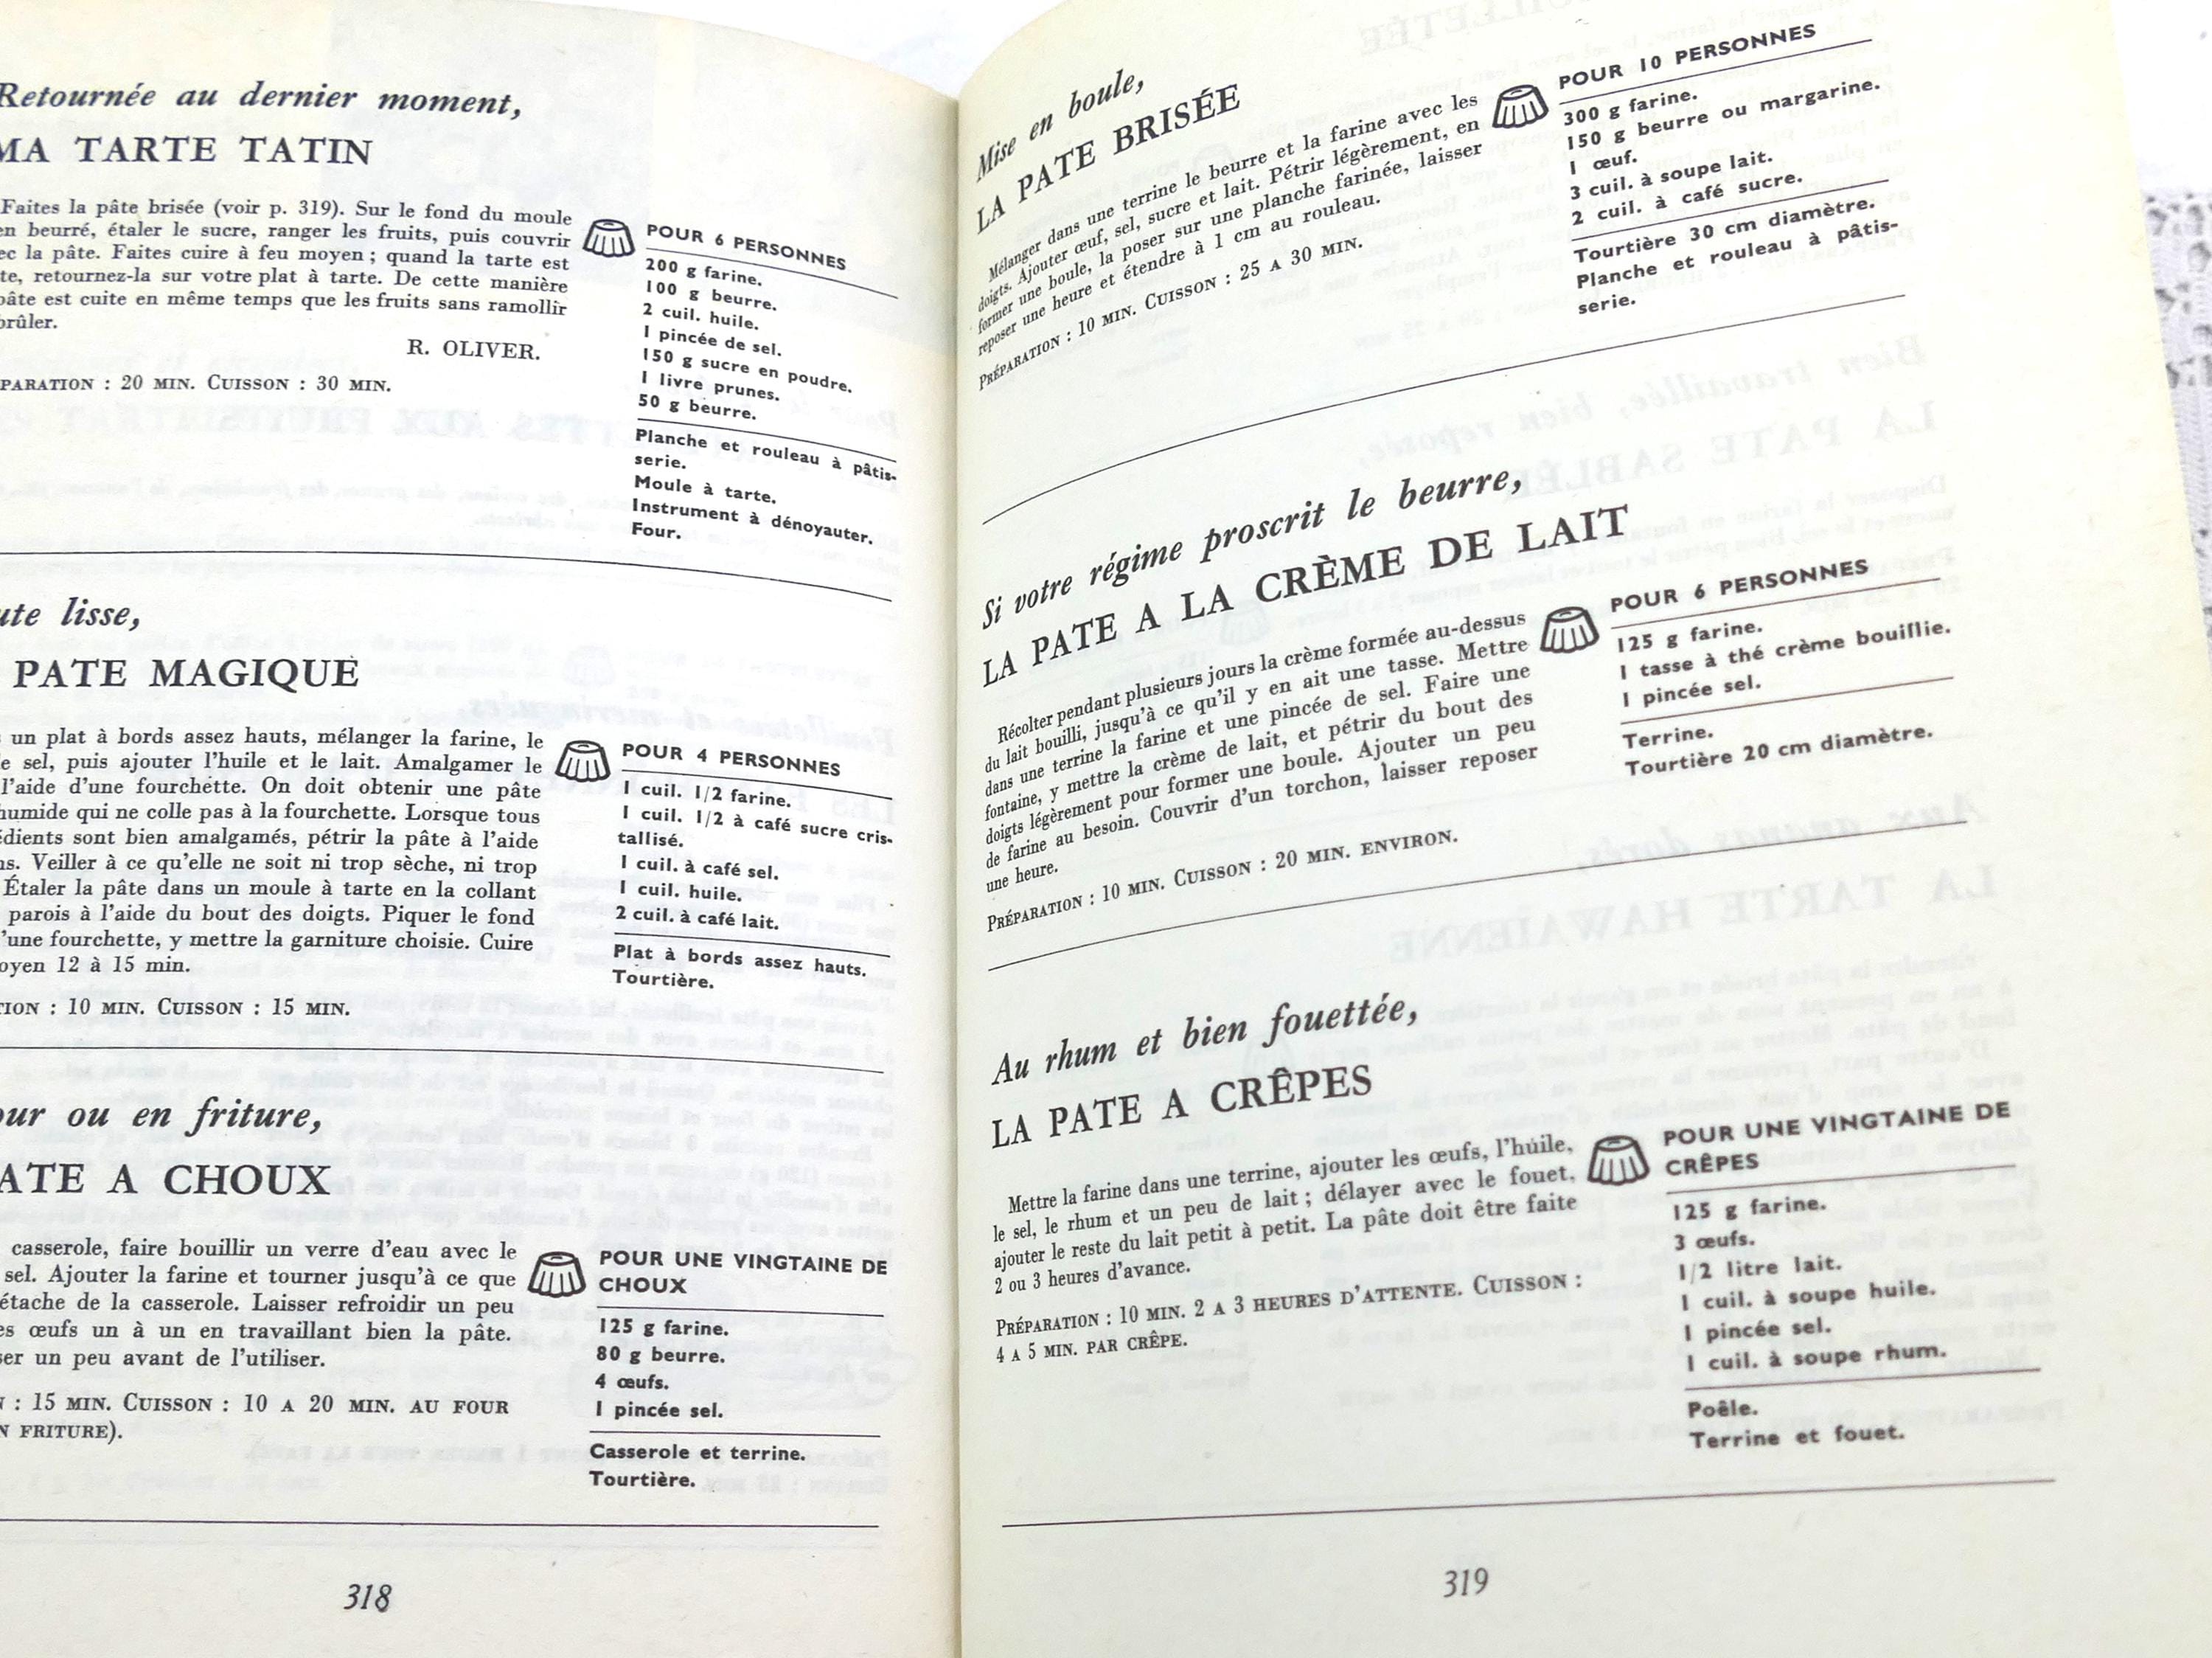 Retournée au dernier moment,
MA TARTE TATIN
Faites la pâte brisée (voir p. 319). Sur le fond du moule
en beurré, étaler le sucre, ranger les fruits, puis couvrir
ec la pâte. Faites cuire à feu moyen ; quand la tarte est
te, retournez-la sur votre plat à tarte. De cette manière
pâte est cuite en même temps que les fruits sans ramollir
brûler.
R. OLIVER.
PARATION : 20 MIN. CUISSON : 30 MIN.
POUR 6 PERSONNES
200 g farine.
100 g beurre.
2 cuil. huile.
1 pincée de sel.
150 g sucre en poudre.
1 livre prunes.
50 g beurre.
Planche et rouleau à pâtis-
serie.
Moule à tarte.
Instrument à dénoyauter.
Four.
ute lisse,
PATE MAGIQUE
un plat à bords assez hauts, mélanger la farine, le
e sel, puis ajouter l'huile et le lait. Amalgamer le
l'aide d'une fourchette. On doit obtenir une pâte
humide qui ne colle pas à la fourchette. Lorsque tous
édients sont bien amalgamés, pétrir la pâte à l'aide
ns. Veiller à ce qu'elle ne soit ni trop sèche, ni trop
Étaler la pâte dans un moule à tarte en la collant
parois à l'aide du bout des doigts. Piquer le fond
'une fourchette, y mettre la garniture choisie. Cuire
oyen 12 à 15 min.
TION : 10 MIN. CUISSON : 15 MIN.
POUR 4 PERSONNES
1 cuil. 1/2 farine.
1 cuil. 1/2 à café sucre cris-
tallisé.
1 cuil. à café sel.
1 cuil. huile.
2 cuil. à café lait.
Plat à bords assez hauts.
Tourtière.
our ou en friture,
ATE A CHOUX
casserole, faire bouillir un verre d'eau avec le
sel. Ajouter la farine et tourner jusqu'à ce que
étache de la casserole. Laisser refroidir un peu
es œufs un à un en travaillant bien la pâte.
ser un peu avant de l'utiliser.
N : 15 MIN. CUISSON : 10 A 20 MIN. AU FOUR
N FRITURE).
POUR UNE VINGTAINE DE
CHOUX
125 g farine.
80 g beurre.
4 œufs.
1 pincée sel.
Casserole et terrine.
Tourtière.
318
Mise en boule,
LA PATE BRISÉE
Mélanger dans une terrine le beurre et la farine avec les
doigts. Ajouter œuf, sel, sucre et lait. Pétrir légèrement, en
former une boule, la poser sur une planche farinée, laisser
reposer une heure et étendre à 1 cm au rouleau.
PRÉPARATION : 10 MIN. CUISSON : 25 A 30 MIN.
POUR 10 PERSONNES
300 g farine.
150 g beurre ou margarine.
1 œuf.
3 cuil. à soupe lait.
2 cuil. à café sucre.
Tourtière 30 cm diamètre.
Planche et rouleau à pâtis-
serie.
Si votre régime proscrit le beurre,
LA PATE A LA CRÈME DE LAIT
Récolter pendant plusieurs jours la crème formée au-dessus
du lait bouilli, jusqu'à ce qu'il y en ait une tasse. Mettre
dans une terrine la farine et une pincée de sel. Faire une
fontaine, y mettre la crème de lait, et pétrir du bout des
doigts légèrement pour former une boule. Ajouter un peu
de farine au besoin. Couvrir d'un torchon, laisser reposer
une heure.
PRÉPARATION : 10 MIN. CUISSON : 20 MIN. ENVIRON.
POUR 6 PERSONNES
125 g farine.
1 tasse à thé crème bouillie.
1 pincée sel.
Terrine.
Tourtière 20 cm diamètre.
Au rhum et bien fouettée,
LA PATE A CRÊPES
Mettre la farine dans une terrine, ajouter les œufs, l'huile,
le sel, le rhum et un peu de lait ; délayer avec le fouet,
ajouter le reste du lait petit à petit. La pâte doit être faite
2 ou 3 heures d'avance.
PRÉPARATION : 10 MIN. 2 A 3 HEURES D'ATTENTE. CUISSON :
4 A 5 MIN. PAR CRÊPE.
POUR UNE VINGTAINE DE
CRÊPES
125 g farine.
3 œufs.
1/2 litre lait.
1 cuil. à soupe huile.
1 pincée sel.
1 cuil. à soupe rhum.
Poêle.
Terrine et fouet.
319